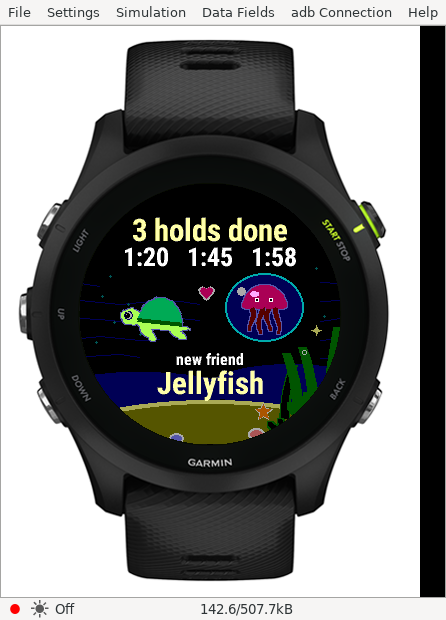 File Settings Simulation Data Fields adb Connection Help
LIGHT
START STOP
UP
DOWN
BACK
3 holds done
1:20 1:45 1:58
new friend
Jellyfish
GARMIN
Off 142.6/507.7kB